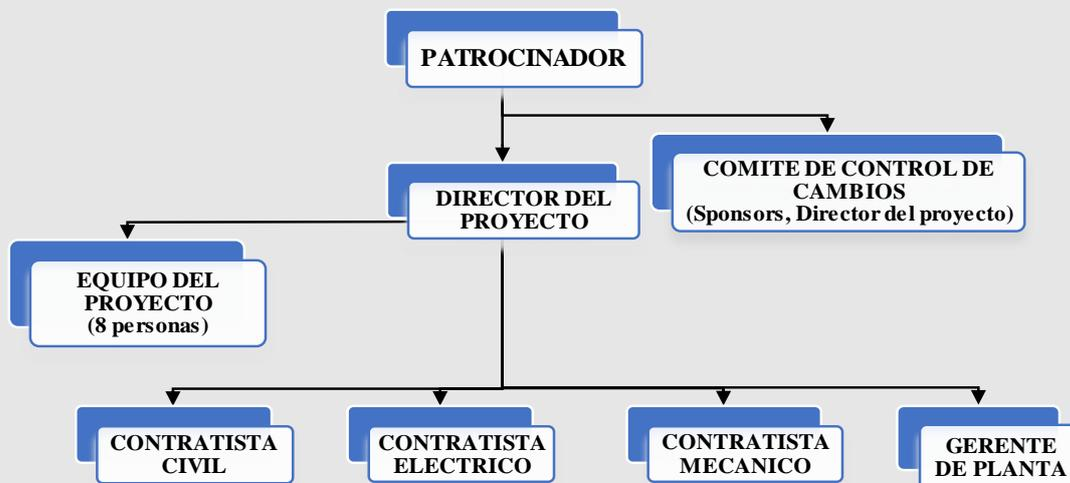 PATROCINADOR
COMITE DE CONTROL DE
CAMBIOS
(Sponsors, Director del proyecto)
DIRECTOR DEL
PROYECTO
EQUIPO DEL
PROYECTO
(8 personas)
CONTRATISTA
CIVIL
CONTRATISTA
ELECTRICO
CONTRATISTA
MECANICO
GERENTE
DE PLANTA